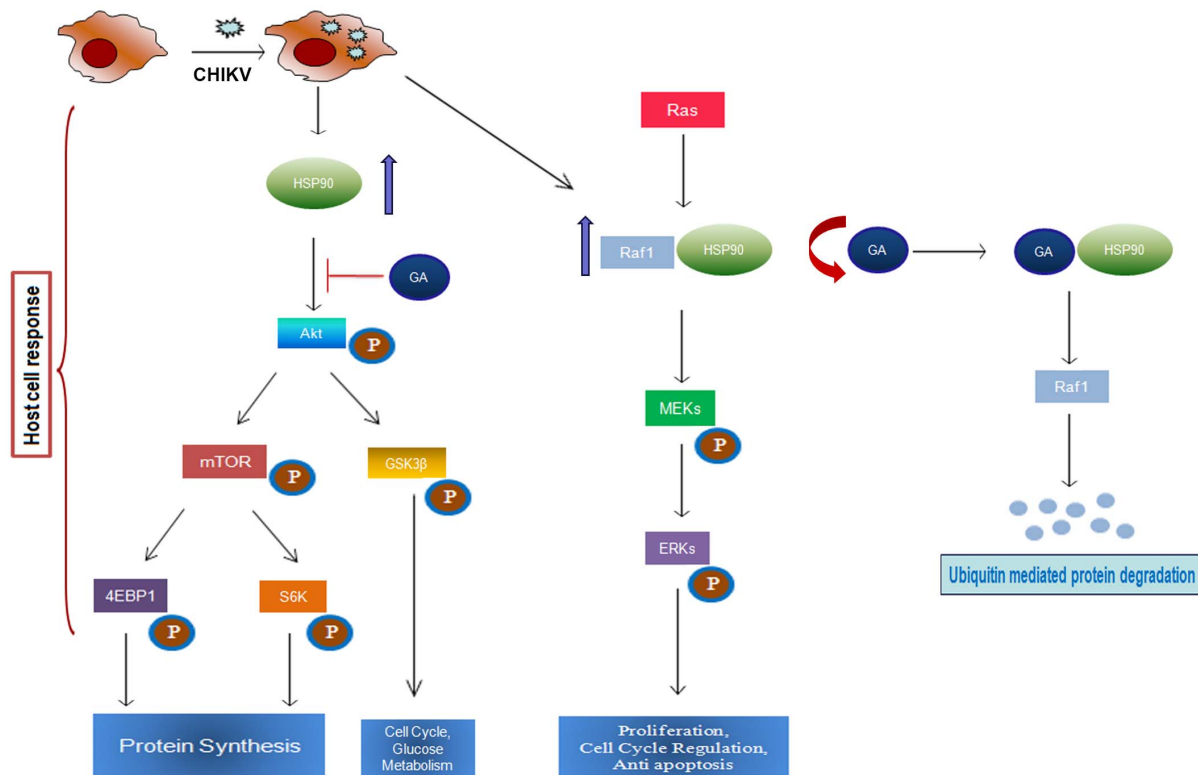 CHIKV
Host cell response
HSP90
GA
Akt
P
mTOR
P
GSK3β
P
4EBP1
P
S6K
P
Protein Synthesis
Cell Cycle,
Glucose
Metabolism
Ras
Raf1
HSP90
MEKs
P
ERKs
P
Proliferation,
Cell Cycle Regulation,
Anti apoptosis
GA
GA
HSP90
Raf1
Ubiquitin mediated protein degradation